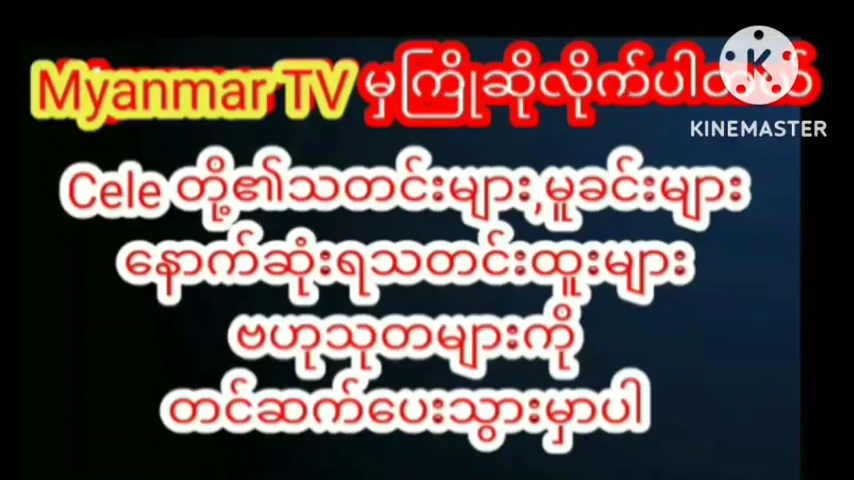 Myanmar TV မှကြိုဆိုလိုက်ပါတယ်
KINEMASTER
Cele တို့၏သတင်းများ,မူခင်းများ
နောက်ဆုံးရသတင်းထူးများ
ဗဟုသုတများကို
တင်ဆက်ပေးသွားမှာပါ